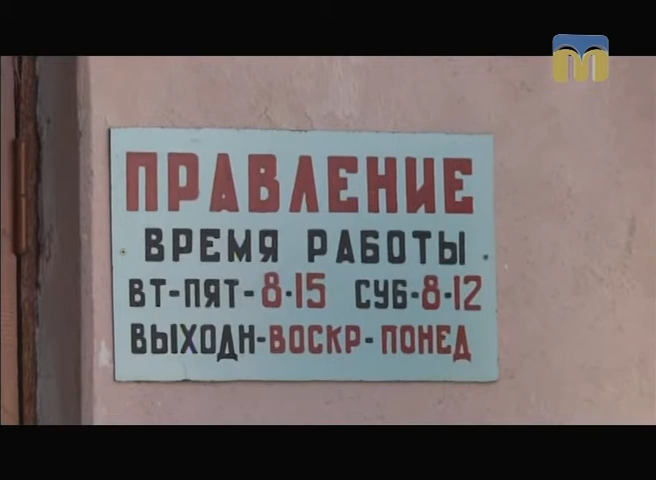 ПРАВЛЕНИЕ
ВРЕМЯ РАБОТЫ
ВТ-ПЯТ-8-15 СУБ-8-12
ВЫХОДН-ВОСКР-ПОНЕД